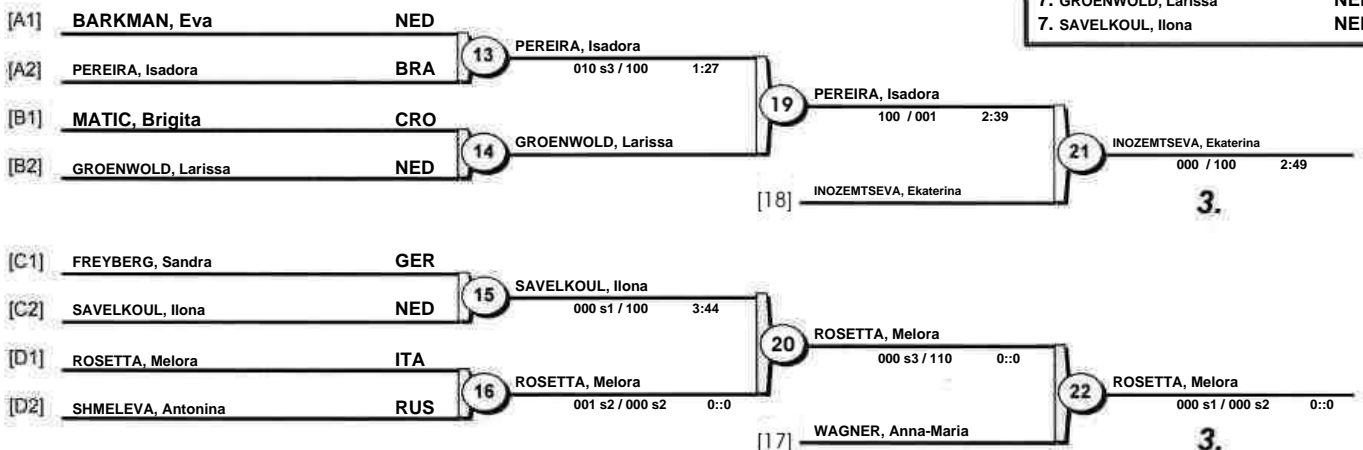 7. GROENWOLD, Larissa NED
7. SAVELKOUL, Ilona
[A1] BARKMAN, Eva NED
[A2] PEREIRA, Isadora BRA
13 PEREIRA, Isadora
010 s3 / 100 1:27
[B1] MATIC, Brigita CRO
[B2] GROENWOLD, Larissa NED
14 GROENWOLD, Larissa
19 PEREIRA, Isadora
100 / 001 2:39
[18] INOZEMTSEVA, Ekaterina
21 INOZEMTSEVA, Ekaterina
000 / 100 2:49
3.
[C1] FREYBERG, Sandra GER
[C2] SAVELKOUL, Ilona NED
15 SAVELKOUL, Ilona
000 s1 / 100 3:44
[D1] ROSETTA, Melora ITA
[D2] SHMELEVA, Antonina RUS
16 ROSETTA, Melora
001 s2 / 000 s2 0::0
20 ROSETTA, Melora
000 s3 / 110 0::0
[17] WAGNER, Anna-Maria
22 ROSETTA, Melora
000 s1 / 000 s2 0::0
3.